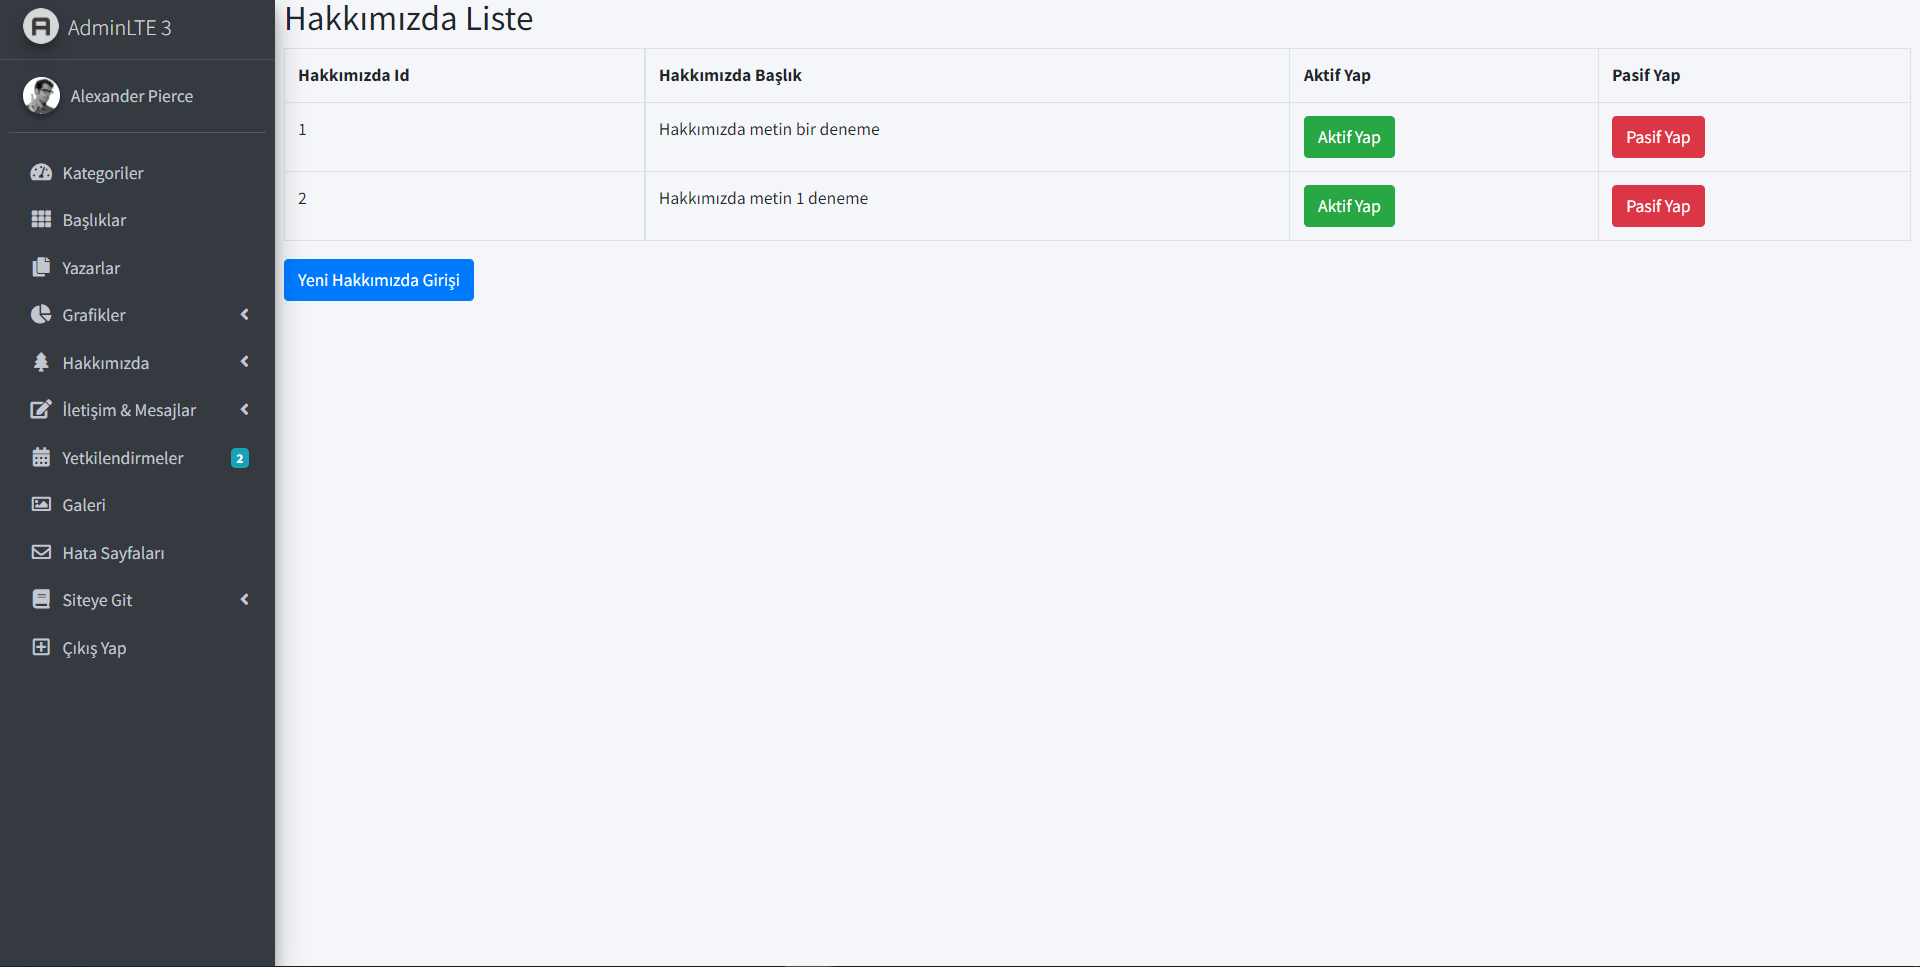 AdminLTE 3
Alexander Pierce
Kategoriler
Başlıklar
Yazarlar
Grafikler
Hakkımızda
İletişim & Mesajlar
Yetkilendirmeler 2
Galeri
Hata Sayfaları
Siteye Git
Çıkış Yap
Hakkımızda Liste
Hakkımızda Id Hakkımızda Başlık Aktif Yap Pasif Yap
1 Hakkımızda metin bir deneme Aktif Yap Pasif Yap
2 Hakkımızda metin 1 deneme Aktif Yap Pasif Yap
Yeni Hakkımızda Girişi